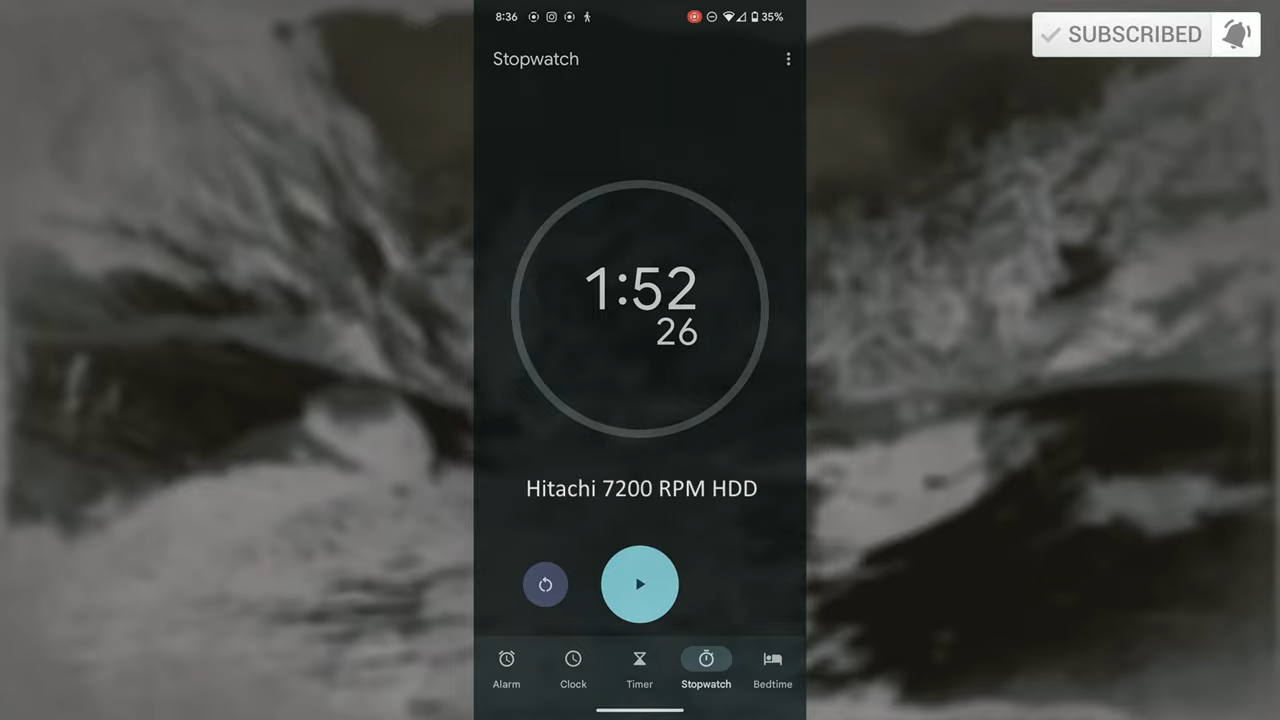 8:36 35%
SUBSCRIBED
Stopwatch
1:52
26
Hitachi 7200 RPM HDD
Alarm Clock Timer Stopwatch Bedtime